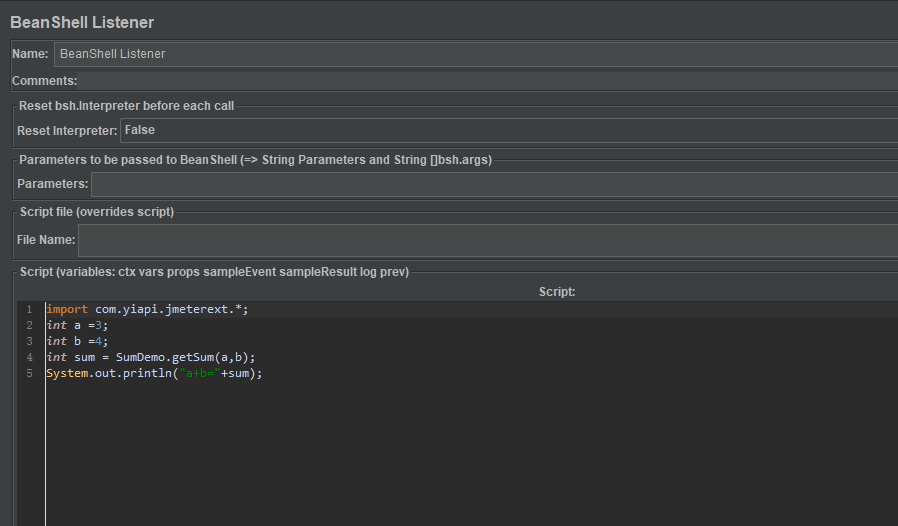 BeanShell Listener
Name: BeanShell Listener
Comments:
Reset bsh.Interpreter before each call
Reset Interpreter: False
Parameters to be passed to BeanShell (=> String Parameters and String []bsh.args)
Parameters:
Script file (overrides script)
File Name:
Script (variables: ctx vars props sampleEvent sampleResult log prev)
Script:
1 import com.yiapi.jmeterext.*;
2 int a =3;
3 int b =4;
4 int sum = SumDemo.getSum(a,b);
5 System.out.println("a+b="+sum);